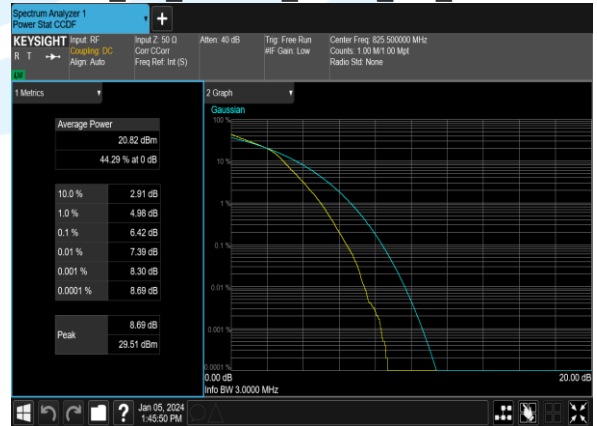 Spectrum Analyzer 1
Power Stat CCDF
+
KEYSIGHT
R T
LXI
Input: RF
Coupling: DC
Align: Auto
Input Z: 50 Ω
Corr CCorr
Freq Ref: Int (S)
Atten: 40 dB
Trig: Free Run
#IF Gain: Low
Center Freq: 825.500000 MHz
Counts: 1.00 M/1.00 Mpt
Radio Std: None
1 Metrics
Average Power
20.82 dBm
44.29 % at 0 dB
10.0 % 2.91 dB
1.0 % 4.98 dB
0.1 % 6.42 dB
0.01 % 7.39 dB
0.001 % 8.30 dB
0.0001 % 8.69 dB
Peak
8.69 dB
29.51 dBm
2 Graph
Gaussian
100 %
10 %
1 %
0.1 %
0.01 %
0.001 %
0.0001 %
0.00 dB 20.00 dB
Info BW 3.0000 MHz
?
Jan 05, 2024
1:45:50 PM